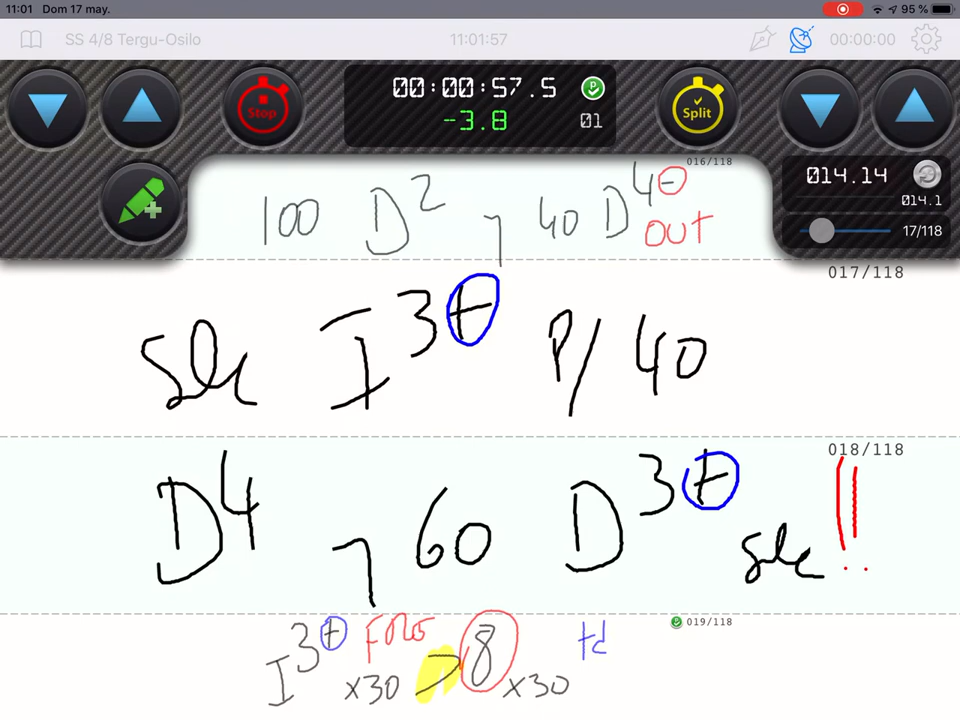 11:01 Dom 17 may. 95 %
SS 4/8 Tergu-Osilo 11:01:57 00:00:00
Stop 00:00:57.5 P Split
-3.8 01
014.14
014.1
17/118
016/118
100 D2 y 40 D4-
OUT
017/118
I3+ P/ 40
018/118
D4 y 60 D3+ !!
019/118
I3+ x30 8 x30